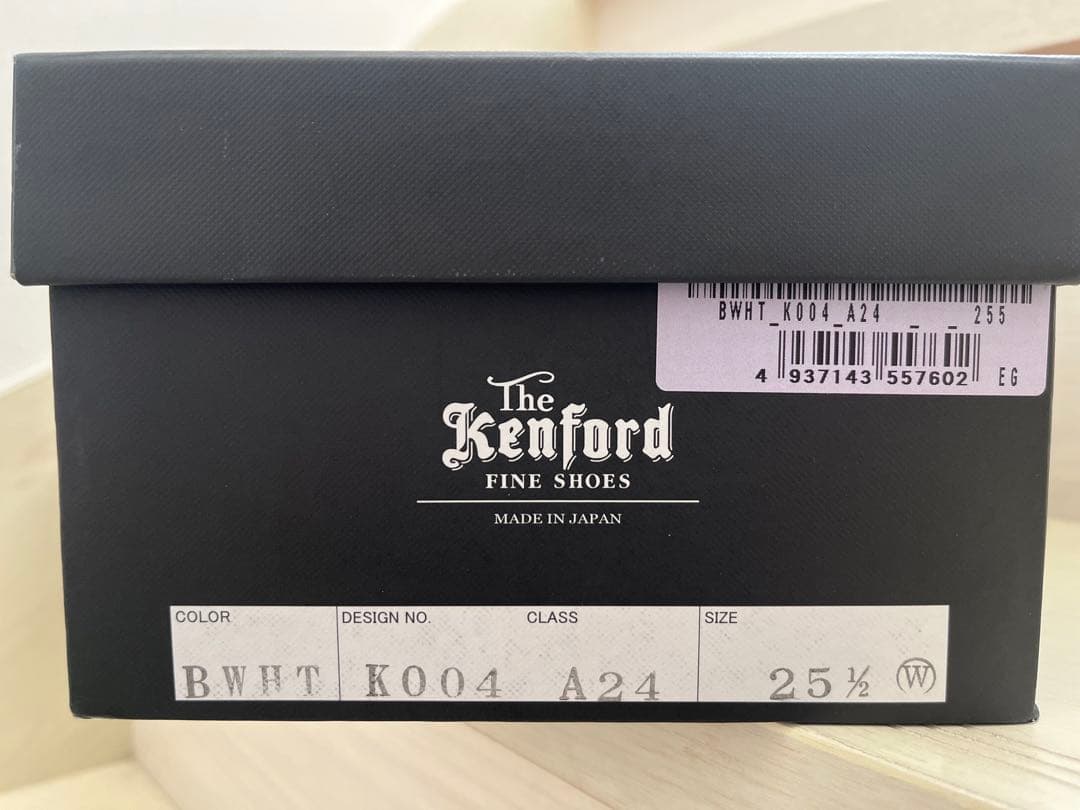 BWHT_K004_A24 _ _ 255
4 937143 557602 EG
The
Kenford
FINE SHOES
MADE IN JAPAN
COLOR DESIGN NO. CLASS SIZE
BWHT K004 A24 25½ W